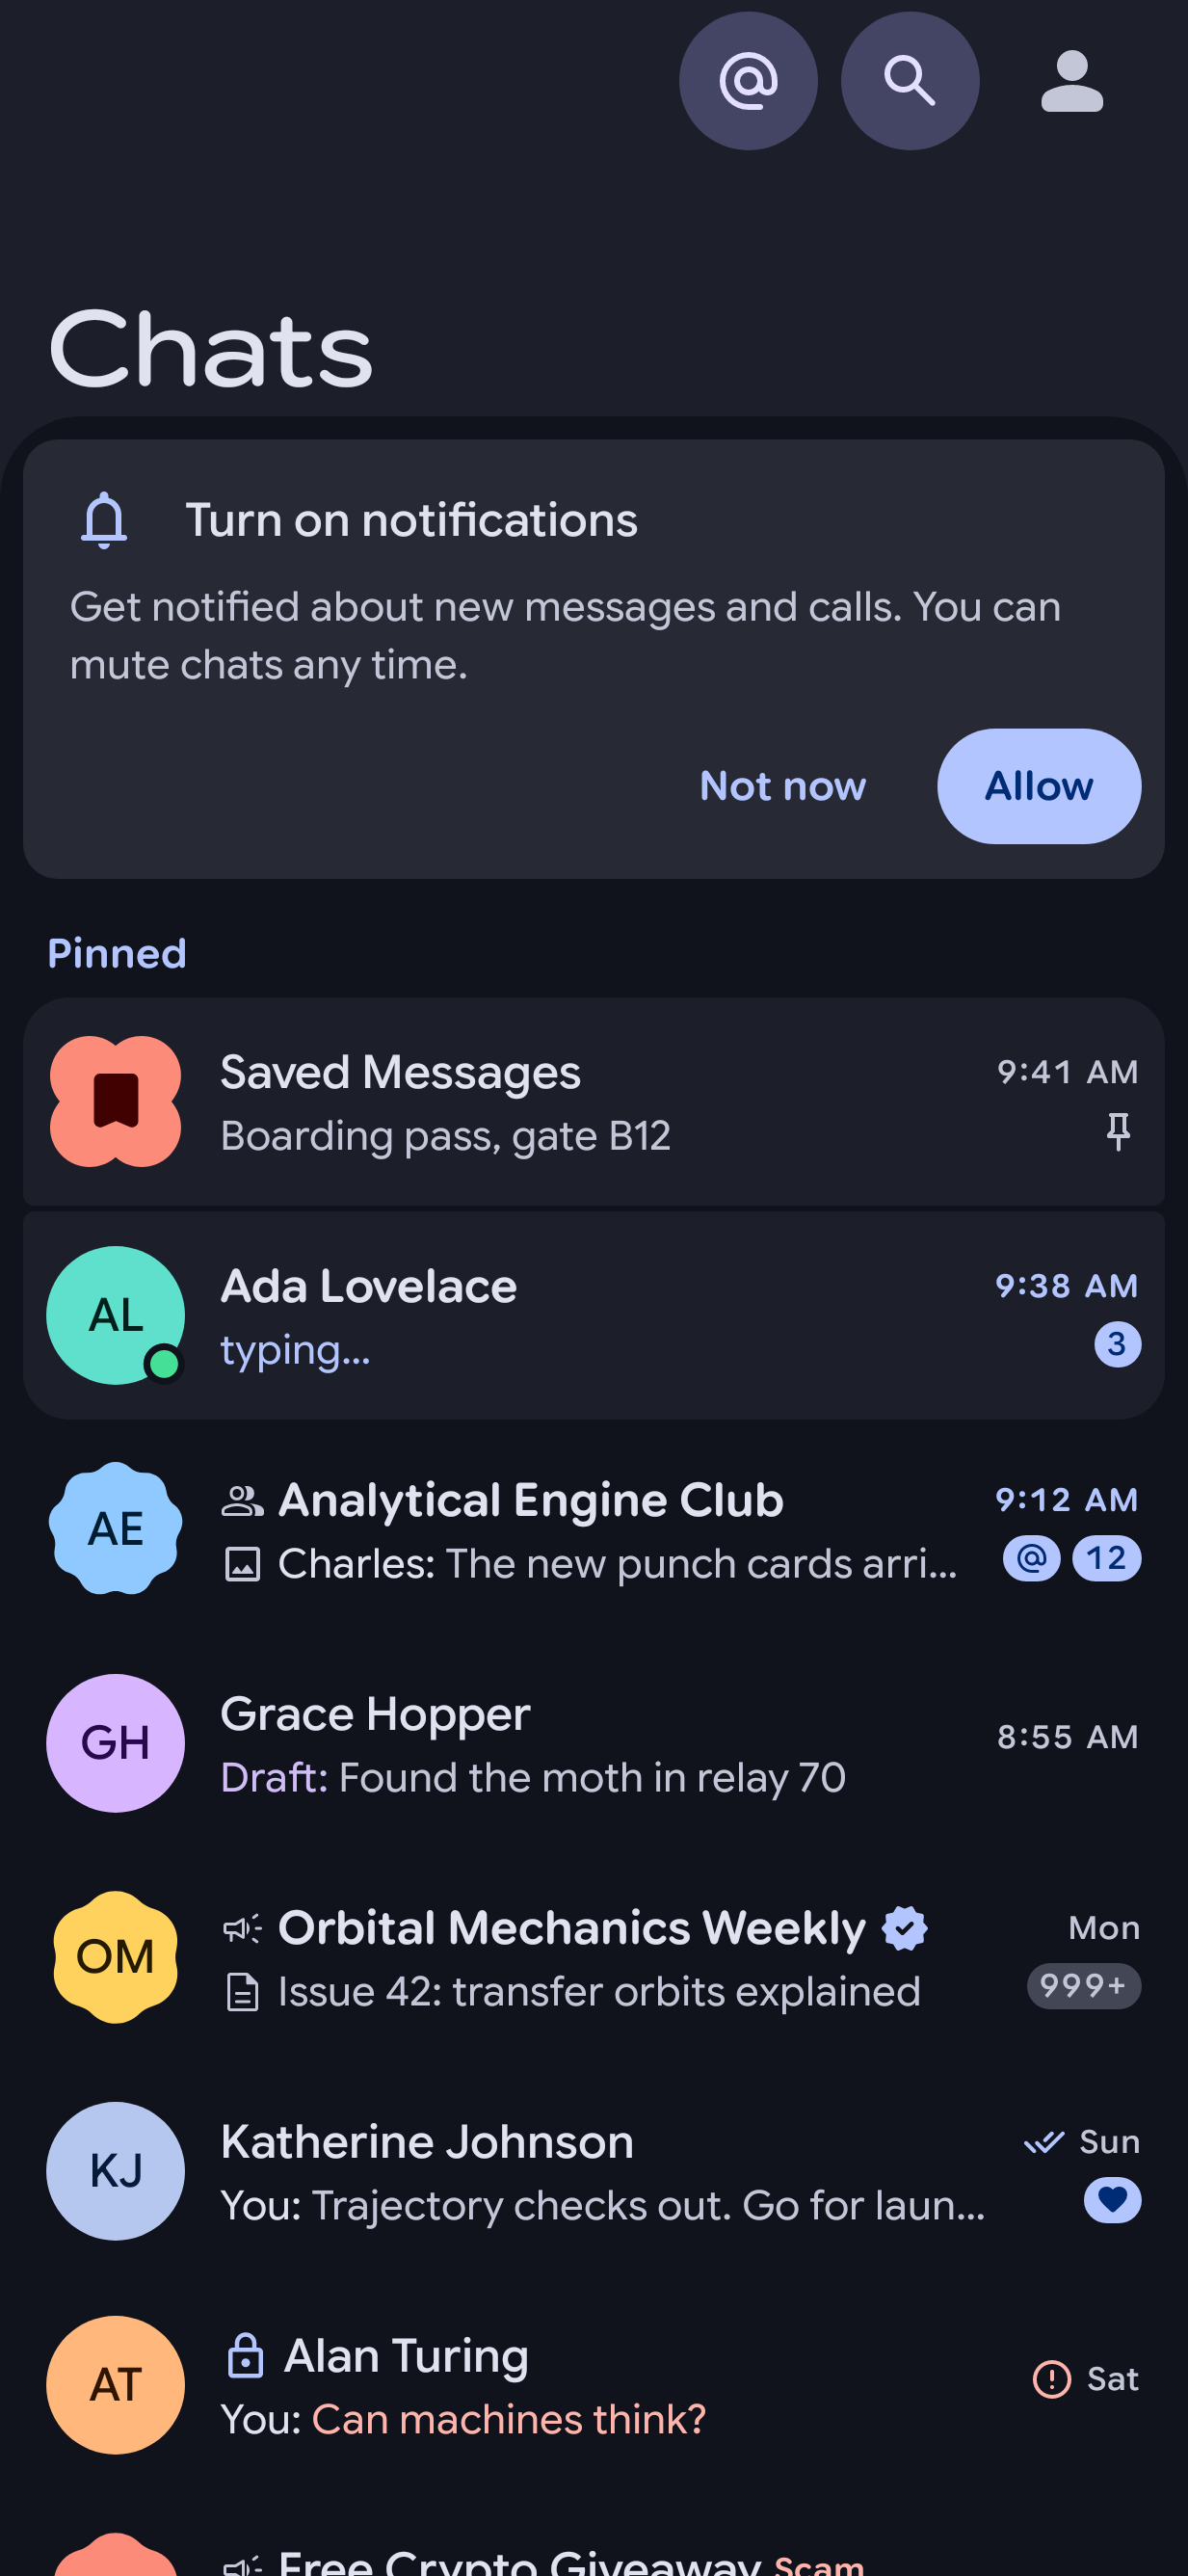 Chats
Turn on notifications
Get notified about new messages and calls. You can
mute chats any time.
Not now
Allow
Pinned
Saved Messages
9:41 AM
Boarding pass, gate B12
AL
Ada Lovelace
9:38 AM
typing...
3
AE
Analytical Engine Club
9:12 AM
Charles: The new punch cards arri...
@ 12
GH
Grace Hopper
8:55 AM
Draft: Found the moth in relay 70
OM
Orbital Mechanics Weekly
Mon
Issue 42: transfer orbits explained
999+
KJ
Katherine Johnson
Sun
You: Trajectory checks out. Go for laun...
AT
Alan Turing
Sat
You: Can machines think?
Free Crypto Giveaway Scam